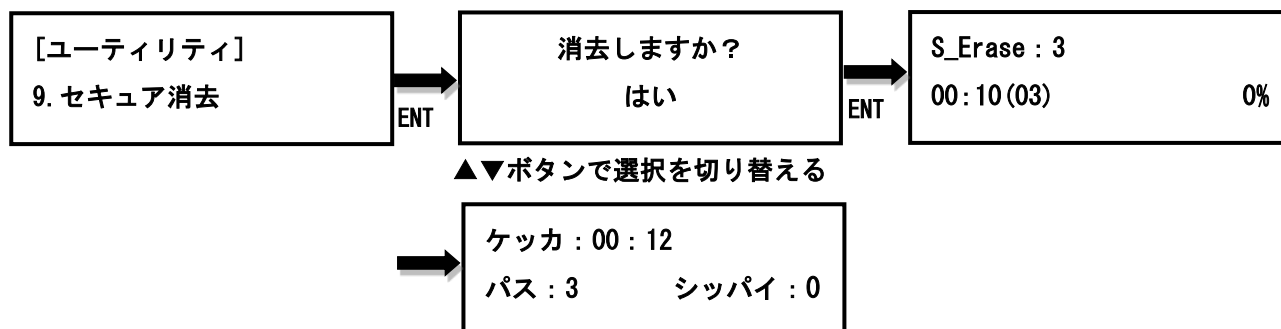 [ユーティリティ]
9.セキュア消去
ENT
消去しますか？
はい
ENT
S_Erase：3
00：10(03) 0%
▲▼ボタンで選択を切り替える
ケッカ：00：12
パス：3 シッパイ：0